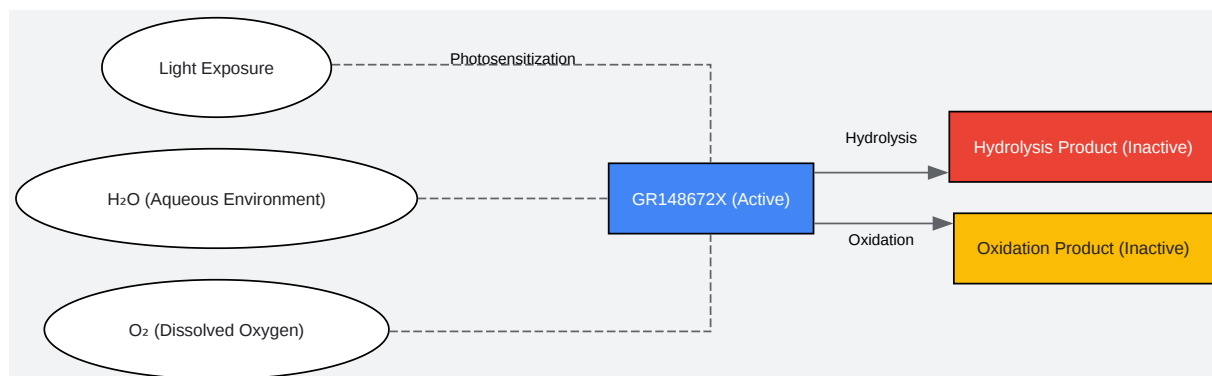 Light Exposure
Photosensitization
H₂O (Aqueous Environment)
O₂ (Dissolved Oxygen)
GR148672X (Active)
Hydrolysis
Oxidation
Hydrolysis Product (Inactive)
Oxidation Product (Inactive)